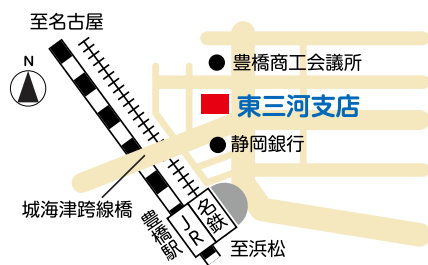 至名古屋
N
豊橋商工会議所
東三河支店
静岡銀行
城海津跨線橋
豊橋駅
JR
名鉄
至浜松